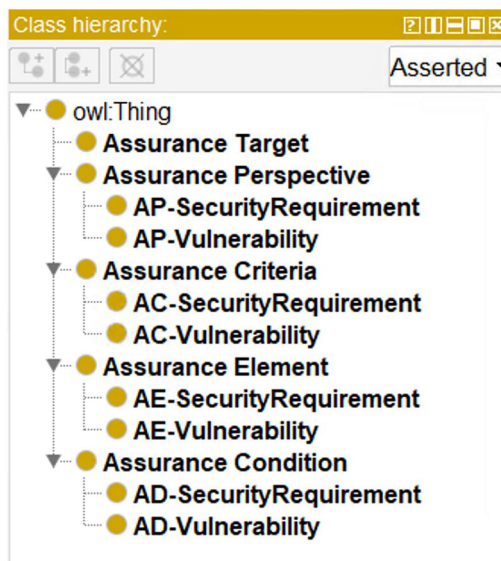 Class hierarchy:
Asserted
owl:Thing
Assurance Target
Assurance Perspective
AP-SecurityRequirement
AP-Vulnerability
Assurance Criteria
AC-SecurityRequirement
AC-Vulnerability
Assurance Element
AE-SecurityRequirement
AE-Vulnerability
Assurance Condition
AD-SecurityRequirement
AD-Vulnerability